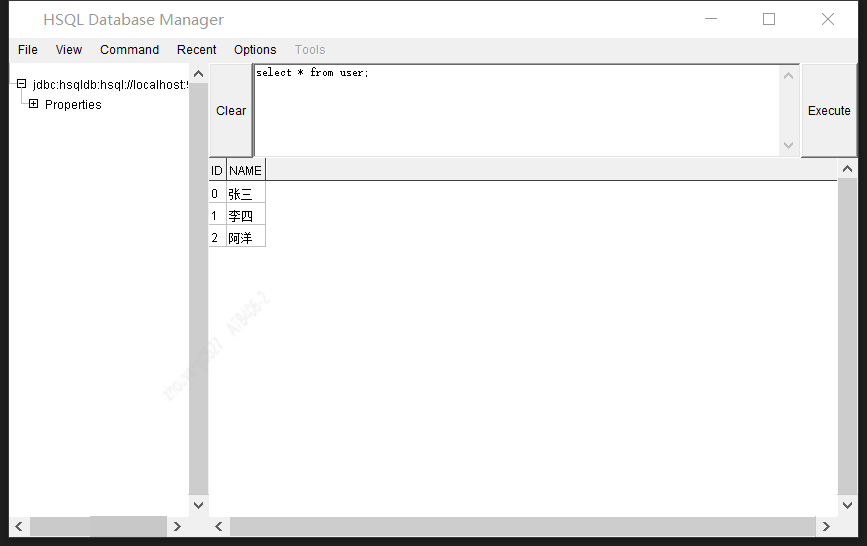 HSQL Database Manager
File View Command Recent Options Tools
jdbc:hsqldb:hsql://localhost:
Properties
Clear
select * from user;
Execute
ID NAME
0 张三
1 李四
2 阿洋